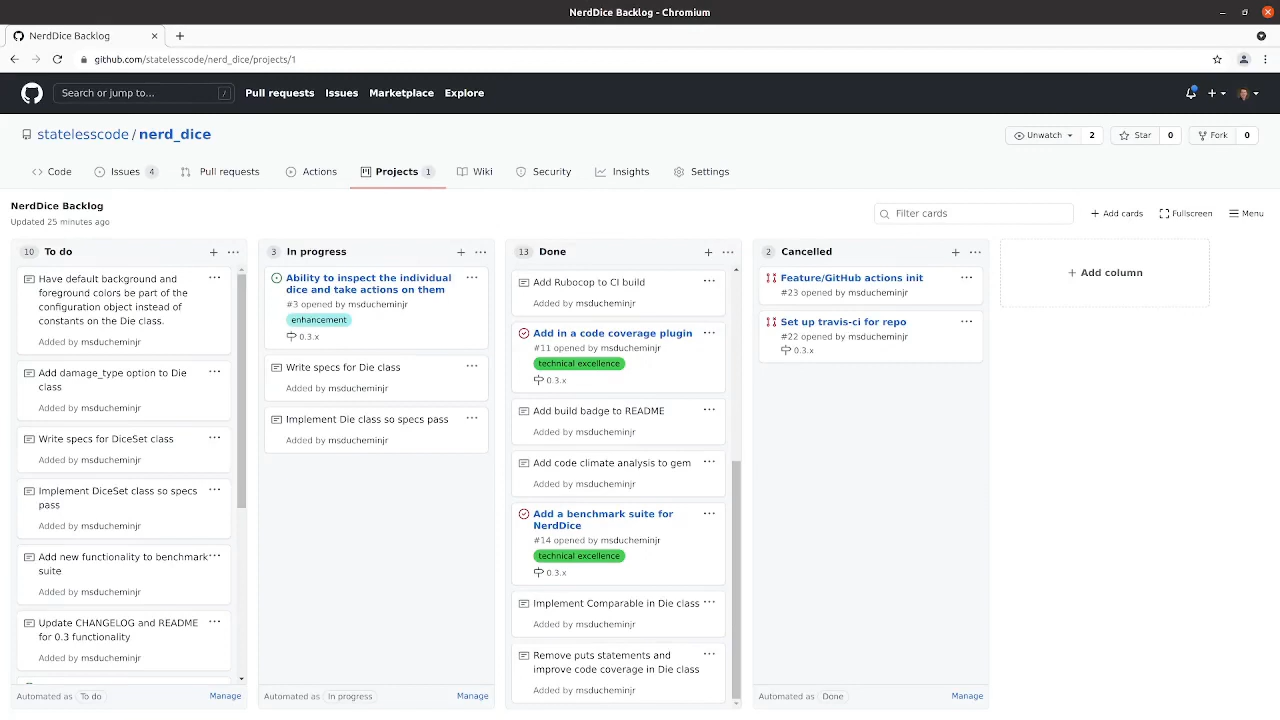 NerdDice Backlog - Chromium
NerdDice Backlog
github.com/statelesscode/nerd_dice/projects/1
Search or jump to... /
Pull requests Issues Marketplace Explore
statelesscode / nerd_dice
Unwatch 2 Star 0 Fork 0
Code Issues 4 Pull requests Actions Projects 1 Wiki Security Insights Settings
NerdDice Backlog
Updated 25 minutes ago
Filter cards
Add cards Fullscreen Menu
10 To do
Have default background and
foreground colors be part of the
configuration object instead of
constants on the Die class.
Added by msducheminjr
Add damage_type option to Die
class
Added by msducheminjr
Write specs for DiceSet class
Added by msducheminjr
Implement DiceSet class so specs
pass
Added by msducheminjr
Add new functionality to benchmark
suite
Added by msducheminjr
Update CHANGELOG and README
for 0.3 functionality
Added by msducheminjr
Automated as To do Manage
3 In progress
Ability to inspect the individual
dice and take actions on them
#3 opened by msducheminjr
enhancement
0.3.x
Write specs for Die class
Added by msducheminjr
Implement Die class so specs pass
Added by msducheminjr
Automated as In progress Manage
13 Done
Add Rubocop to CI build
Added by msducheminjr
Add in a code coverage plugin
#11 opened by msducheminjr
technical excellence
0.3.x
Add build badge to README
Added by msducheminjr
Add code climate analysis to gem
Added by msducheminjr
Add a benchmark suite for
NerdDice
#14 opened by msducheminjr
technical excellence
0.3.x
Implement Comparable in Die class
Added by msducheminjr
Remove puts statements and
improve code coverage in Die class
Added by msducheminjr
2 Cancelled
Feature/GitHub actions init
#23 opened by msducheminjr
Set up travis-ci for repo
#22 opened by msducheminjr
0.3.x
Automated as Done Manage
Add column